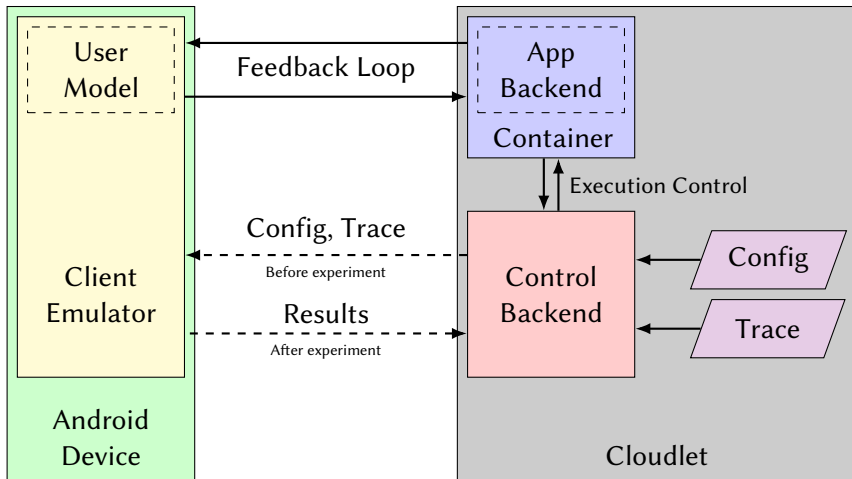 User
Model
Feedback Loop
App
Backend
Container
Execution Control
Config, Trace
Before experiment
Client
Emulator
Results
After experiment
Control
Backend
Config
Trace
Android
Device
Cloudlet